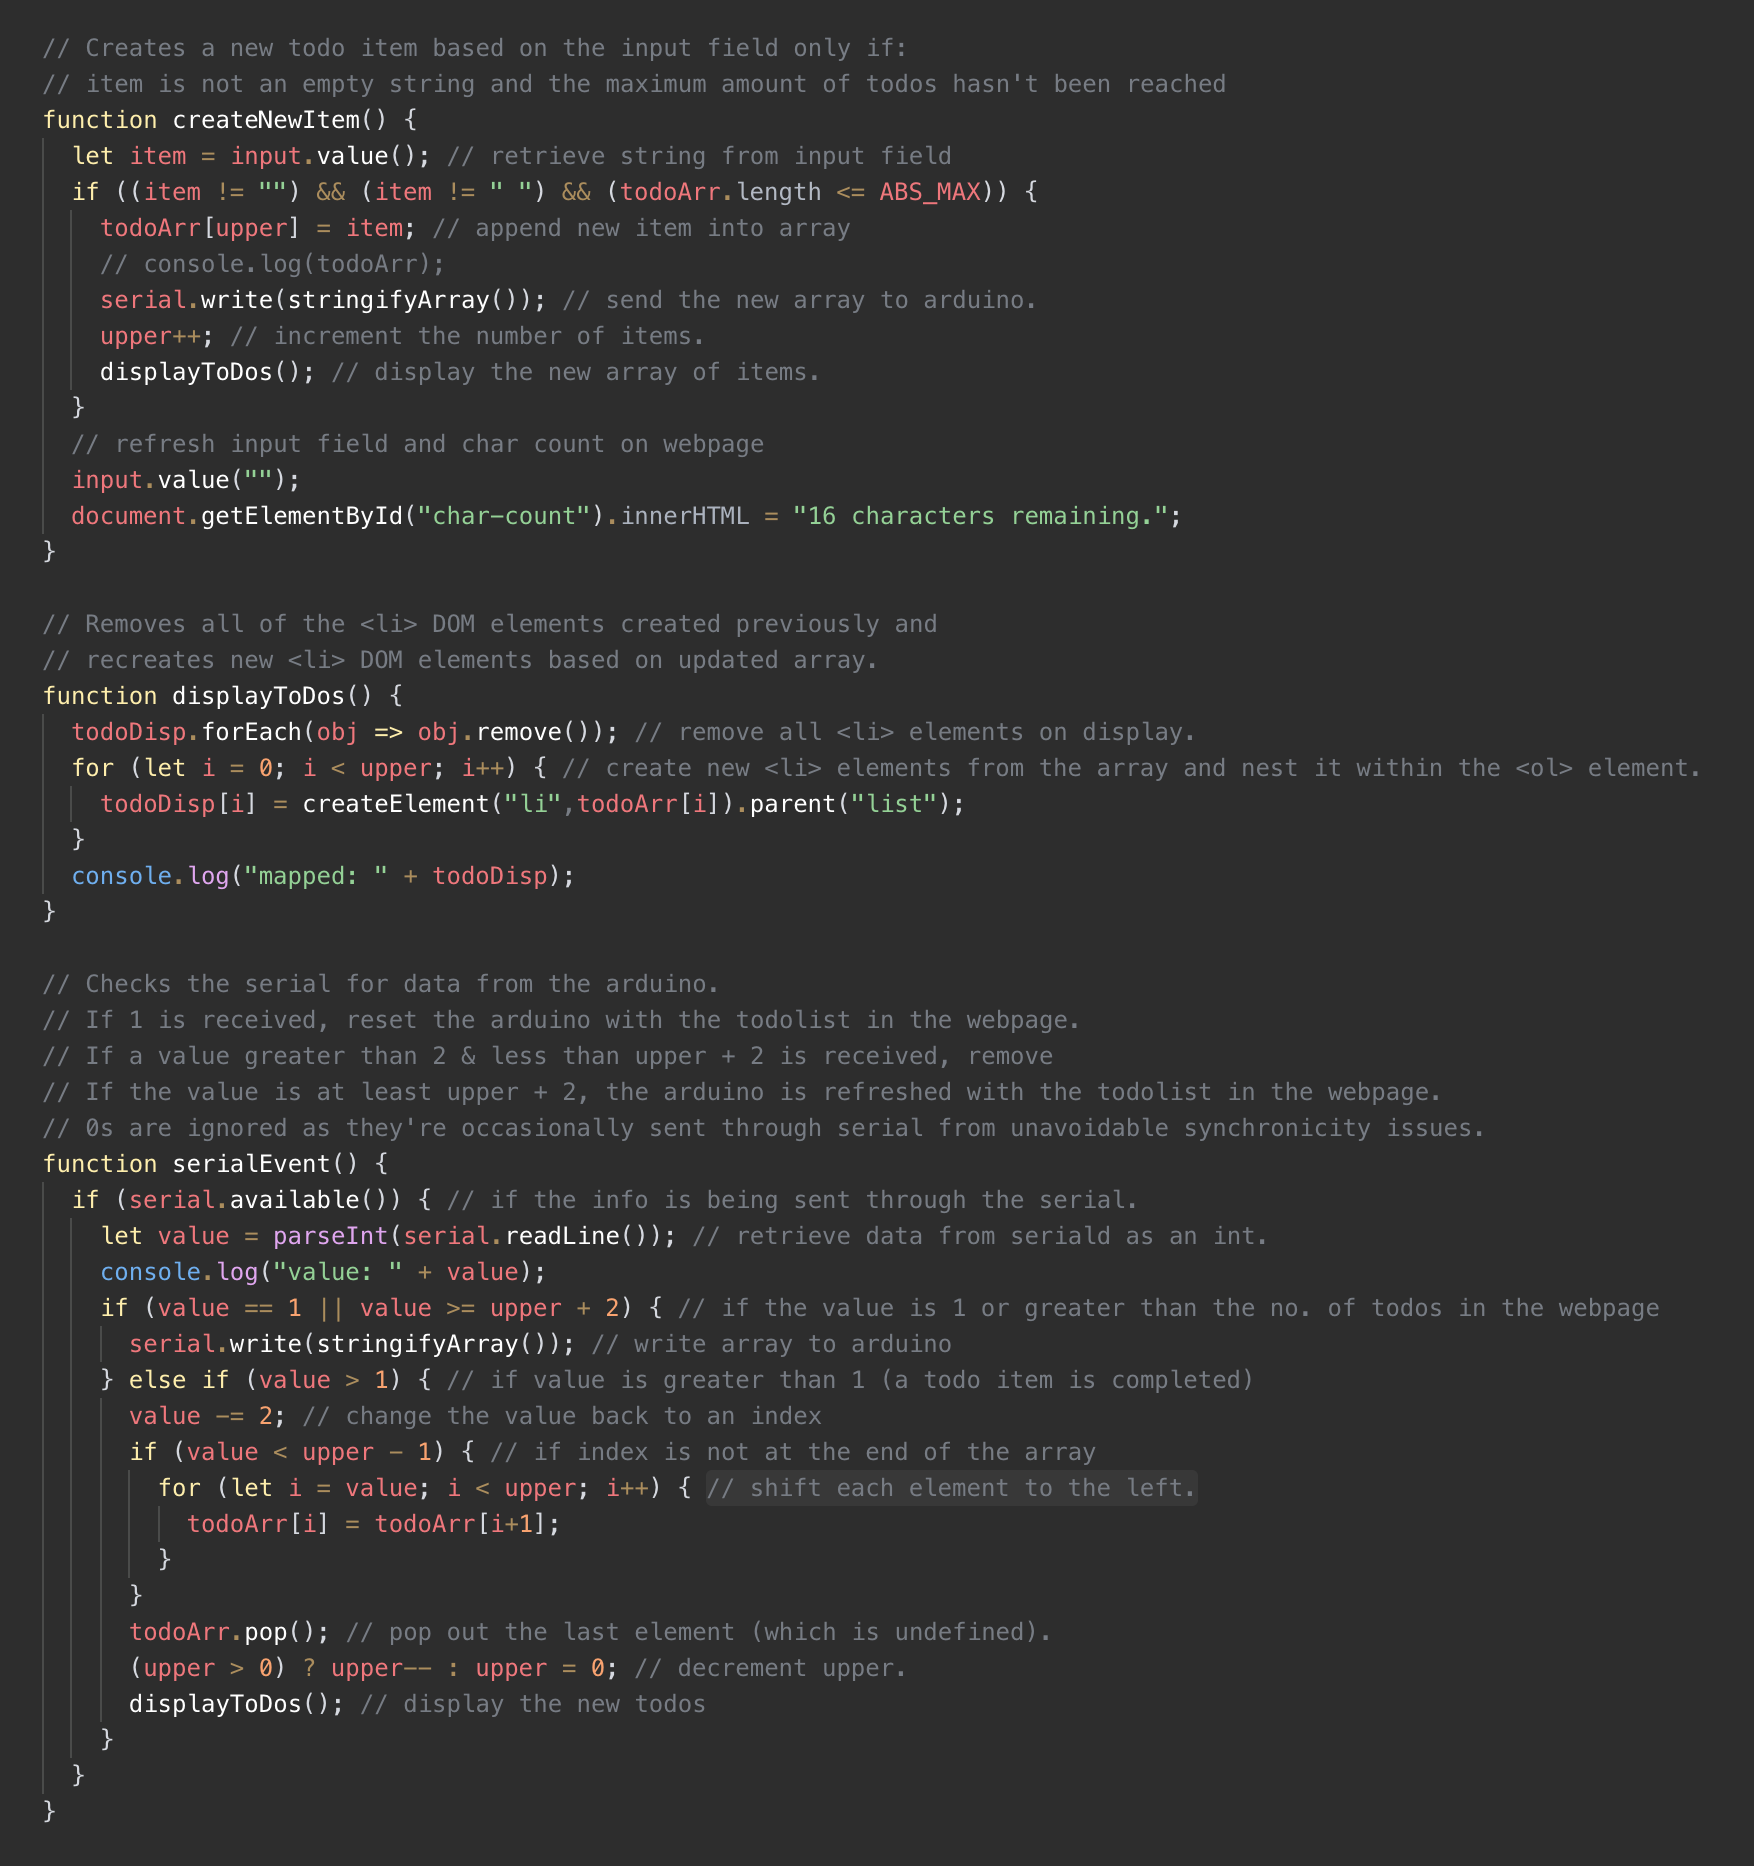 // Creates a new todo item based on the input field only if:
// item is not an empty string and the maximum amount of todos hasn't been reached
function createNewItem() {
  let item = input.value(); // retrieve string from input field
  if ((item != "") && (item != " ") && (todoArr.length <= ABS_MAX)) {
    todoArr[upper] = item; // append new item into array
    // console.log(todoArr);
    serial.write(stringifyArray()); // send the new array to arduino.
    upper++; // increment the number of items.
    displayToDos(); // display the new array of items.
  }
  // refresh input field and char count on webpage
  input.value("");
  document.getElementById("char-count").innerHTML = "16 characters remaining.";
}

// Removes all of the <li> DOM elements created previously and
// recreates new <li> DOM elements based on updated array.
function displayToDos() {
  todoDisp.forEach(obj => obj.remove()); // remove all <li> elements on display.
  for (let i = 0; i < upper; i++) { // create new <li> elements from the array and nest it within the <ol> element.
    todoDisp[i] = createElement("li",todoArr[i]).parent("list");
  }
  console.log("mapped: " + todoDisp);
}

// Checks the serial for data from the arduino.
// If 1 is received, reset the arduino with the todolist in the webpage.
// If a value greater than 2 & less than upper + 2 is received, remove
// If the value is at least upper + 2, the arduino is refreshed with the todolist in the webpage.
// 0s are ignored as they're occasionally sent through serial from unavoidable synchronicity issues.
function serialEvent() {
  if (serial.available()) { // if the info is being sent through the serial.
    let value = parseInt(serial.readLine()); // retrieve data from seriald as an int.
    console.log("value: " + value);
    if (value == 1 || value >= upper + 2) { // if the value is 1 or greater than the no. of todos in the webpage
      serial.write(stringifyArray()); // write array to arduino
    } else if (value > 1) { // if value is greater than 1 (a todo item is completed)
      value -= 2; // change the value back to an index
      if (value < upper - 1) { // if index is not at the end of the array
        for (let i = value; i < upper; i++) { // shift each element to the left.
          todoArr[i] = todoArr[i+1];
        }
      }
      todoArr.pop(); // pop out the last element (which is undefined).
      (upper > 0) ? upper-- : upper = 0; // decrement upper.
      displayToDos(); // display the new todos
    }
  }
}